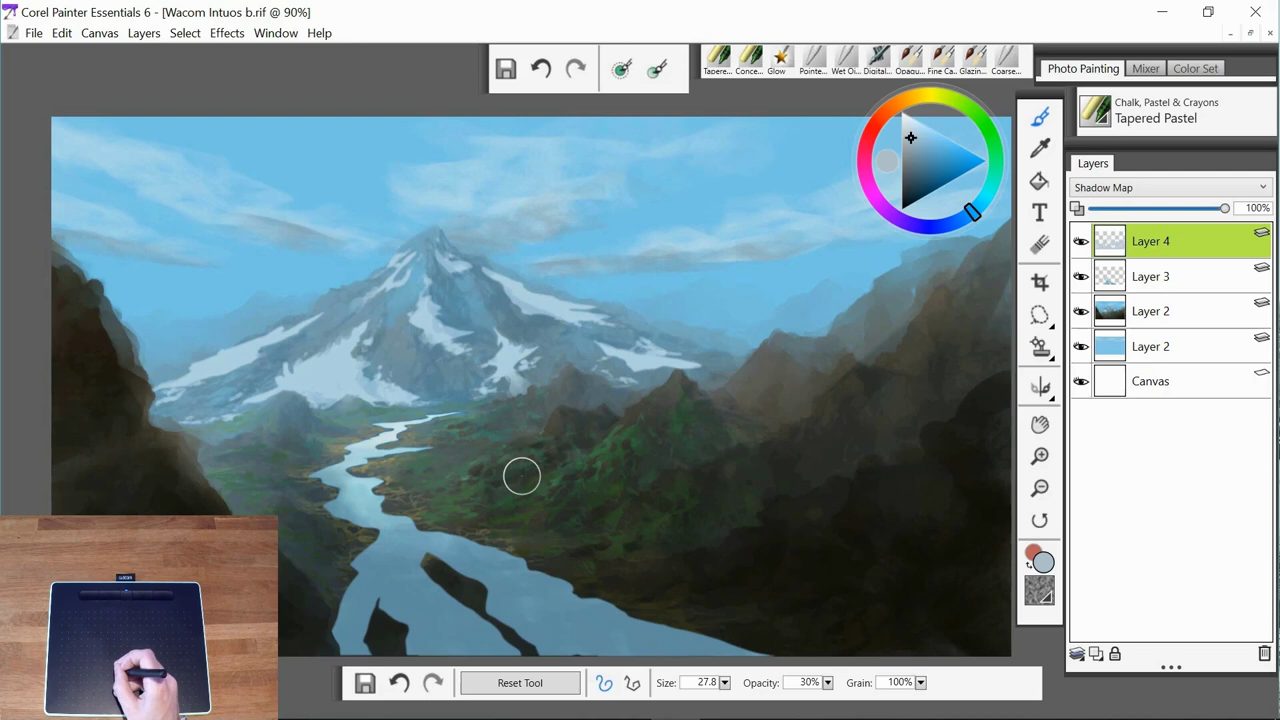 Corel Painter Essentials 6 - [Wacom Intuos b.rif @ 90%]
File Edit Canvas Layers Select Effects Window Help
Tapere... Conce... Glow Pointe... Wet Oi... Digital... Opaqu... Fine Ca... Glazin... Coarse...
Photo Painting Mixer Color Set
Chalk, Pastel & Crayons
Tapered Pastel
Layers
Shadow Map
100%
Layer 4
Layer 3
Layer 2
Layer 2
Canvas
T
wacom
Reset Tool Size: 27.8 Opacity: 30% Grain: 100%